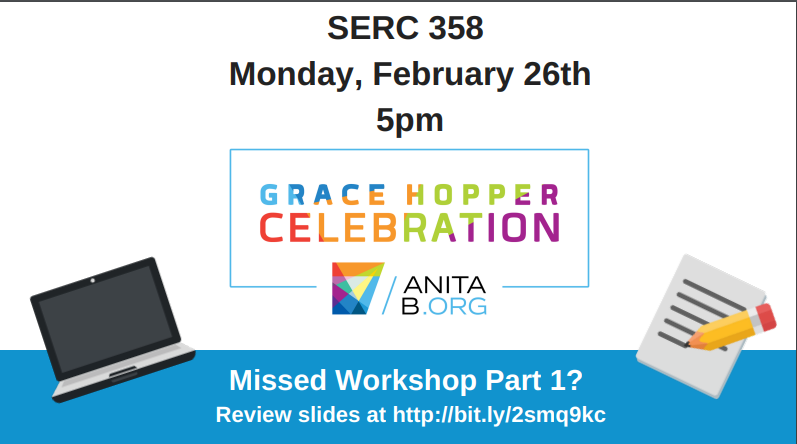 SERC 358
Monday, February 26th
5pm
GRACE HOPPER
CELEBRATION
ANITA
B.ORG
Missed Workshop Part 1?
Review slides at http://bit.ly/2smq9kc